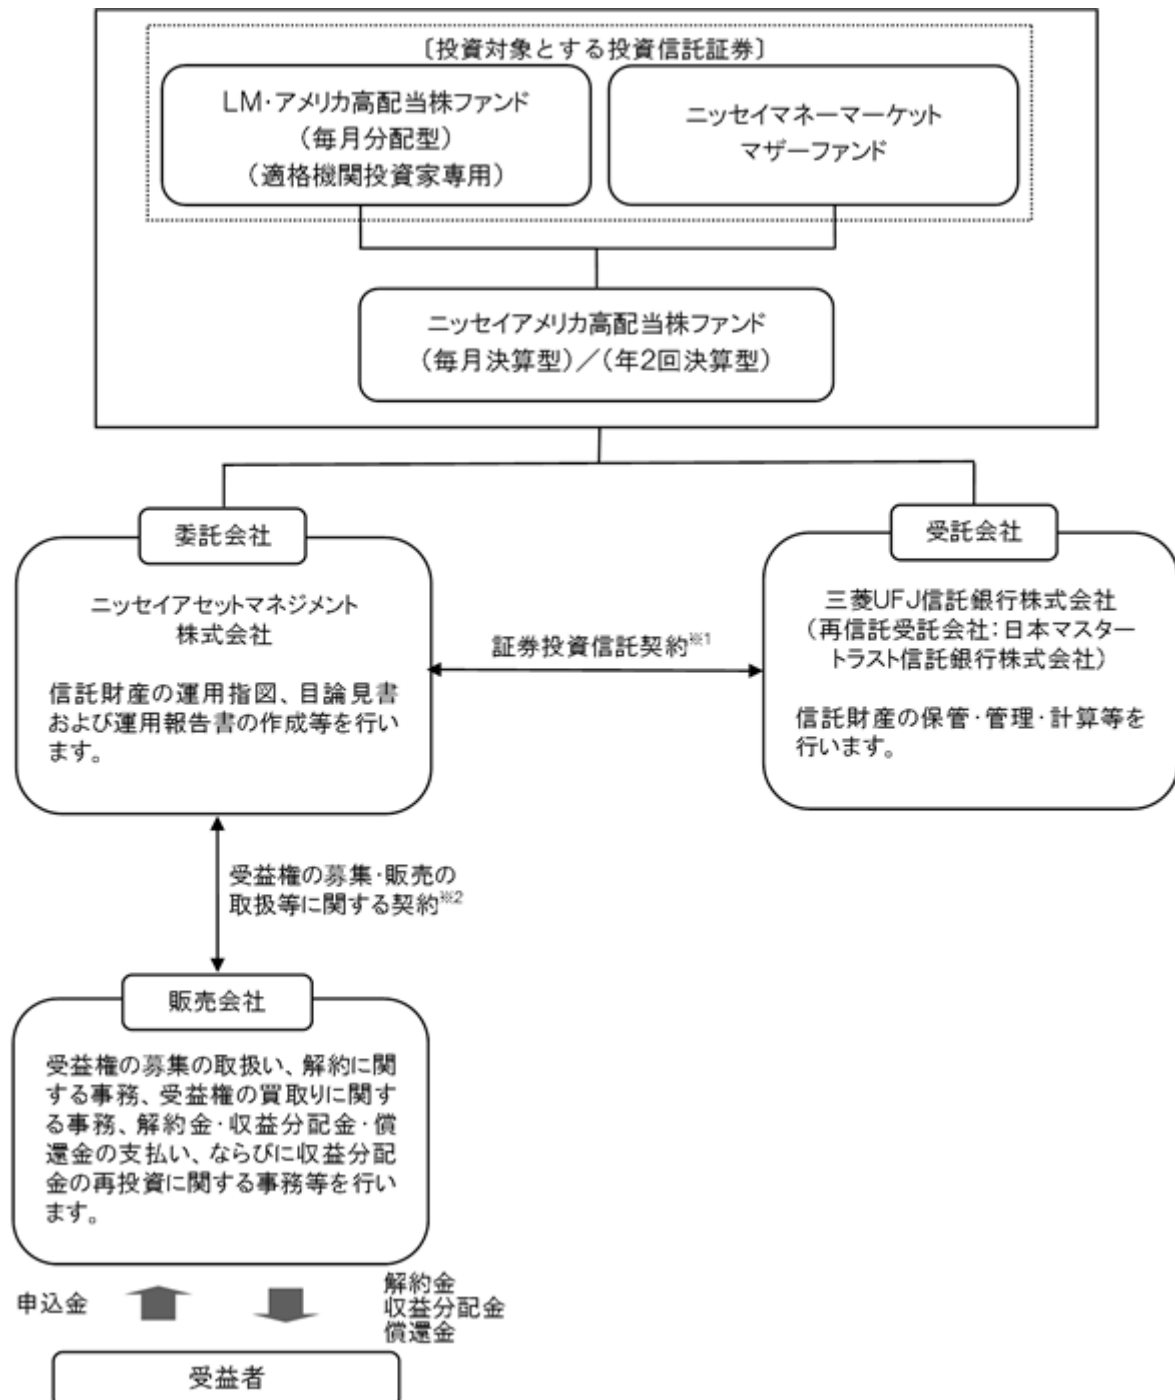 〔投資対象とする投資信託証券〕
LM・アメリカ高配当株ファンド
（毎月分配型）
（適格機関投資家専用）
ニッセイマネーマーケット
マザーファンド
ニッセイアメリカ高配当株ファンド
（毎月決算型）／（年2回決算型）
委託会社
ニッセイアセットマネジメント
株式会社
信託財産の運用指図、目論見書
および運用報告書の作成等を行い
ます。
証券投資信託契約※1
受託会社
三菱UFJ信託銀行株式会社
（再信託受託会社：日本マスター
トラスト信託銀行株式会社）
信託財産の保管・管理・計算等を
行います。
受益権の募集・販売の
取扱等に関する契約※2
販売会社
受益権の募集の取扱い、解約に関
する事務、受益権の買取りに関す
る事務、解約金・収益分配金・償
還金の支払い、ならびに収益分配
金の再投資に関する事務等を行い
ます。
申込金
解約金
収益分配金
償還金
受益者